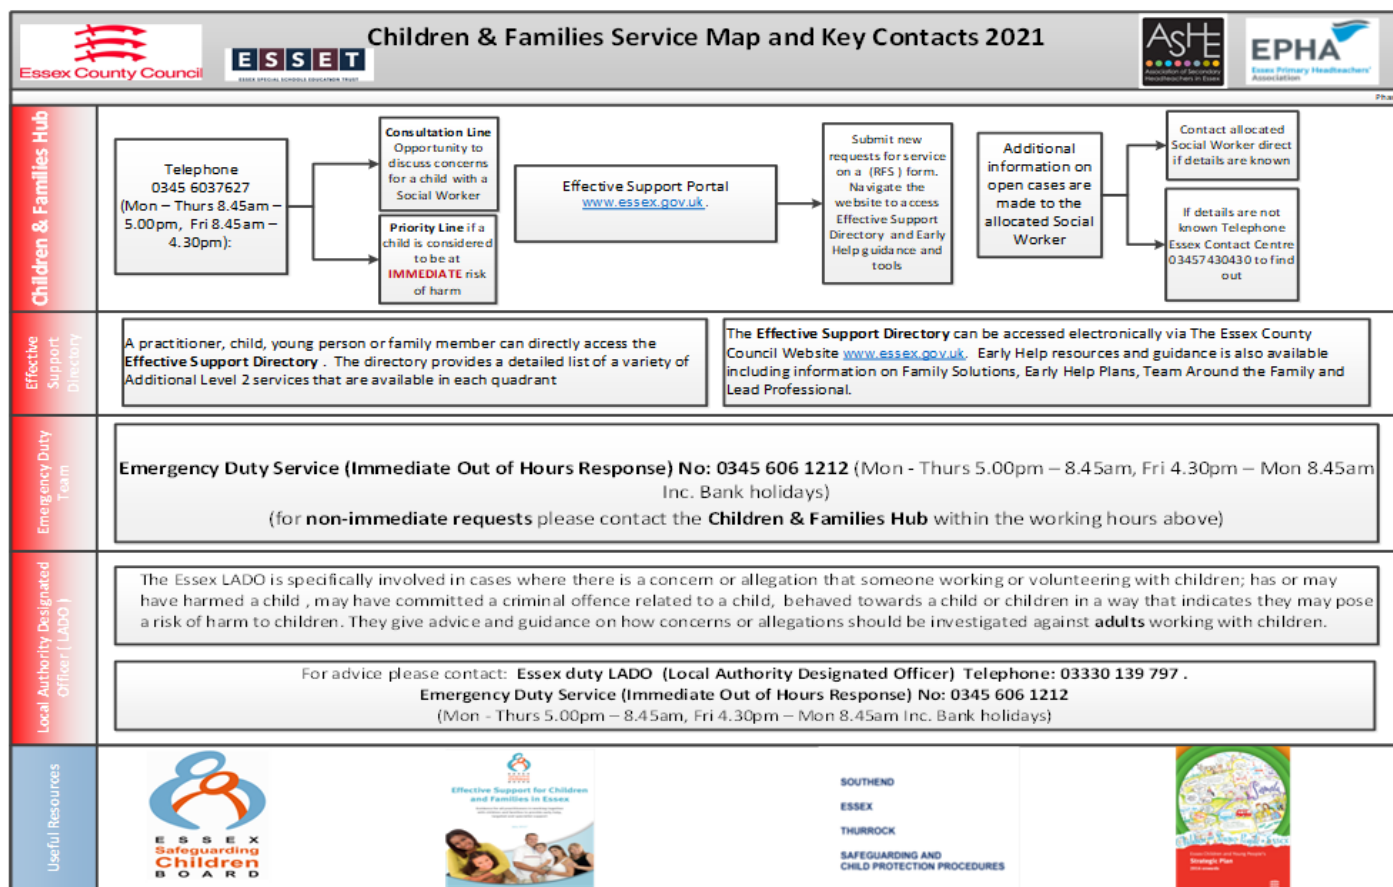 Children & Families Service Map and Key Contacts 2021
Essex County Council
ESSET
ESSEX SPECIAL SCHOOLS EDUCATION TRUST
ASHE
Association of Secondary
Headteachers in Essex
EPHA
Essex Primary Headteachers'
Association
Children & Families Hub
Telephone
0345 6037627
(Mon – Thurs 8.45am –
5.00pm,  Fri 8.45am –
4.30pm):
Consultation Line
Opportunity to
discuss concerns
for a child with a
Social Worker
Priority Line if a
child is considered
to be at
IMMEDIATE risk
of harm
Effective Support Portal
www.essex.gov.uk .
Submit new
requests for service
on a  (RFS ) form.
Navigate the
website to access
Effective Support
Directory  and Early
Help guidance and
tools
Additional
information on
open cases are
made to the
allocated Social
Worker
Contact allocated
Social Worker direct
if details are known
If details are not
known Telephone
Essex Contact Centre
03457430430 to find
out
Effective
Support
Directory
A practitioner, child, young person or family member can directly access the
Effective Support Directory .  The directory provides a detailed list of a variety of
Additional Level 2 services that are available in each quadrant
The Effective Support Directory can be accessed electronically via The Essex County
Council Website www.essex.gov.uk.  Early Help resources and guidance is also available
including information on Family Solutions, Early Help Plans, Team Around the Family and
Lead Professional.
Emergency Duty
Team
Emergency Duty Service (Immediate Out of Hours Response) No: 0345 606 1212 (Mon - Thurs 5.00pm – 8.45am, Fri 4.30pm – Mon 8.45am
Inc. Bank holidays)
(for non-immediate requests please contact the Children & Families Hub within the working hours above)
Local Authority Designated
Officer ( LADO )
The Essex LADO is specifically involved in cases where there is a concern or allegation that someone working or volunteering with children; has or may
have harmed a child , may have committed a criminal offence related to a child,  behaved towards a child or children in a way that indicates they may pose
a risk of harm to children. They give advice and guidance on how concerns or allegations should be investigated against adults working with children.
For advice please contact:  Essex duty LADO  (Local Authority Designated Officer)  Telephone: 03330 139 797 .
Emergency Duty Service (Immediate Out of Hours Response) No: 0345 606 1212
(Mon - Thurs 5.00pm – 8.45am, Fri 4.30pm – Mon 8.45am Inc. Bank holidays)
Useful Resources
ESSEX
Safeguarding
Children
BOARD
Effective Support for Children
and Families in Essex
SOUTHEND
ESSEX
THURROCK
SAFEGUARDING AND
CHILD PROTECTION PROCEDURES
Essex Children and Young People's
Strategic Plan